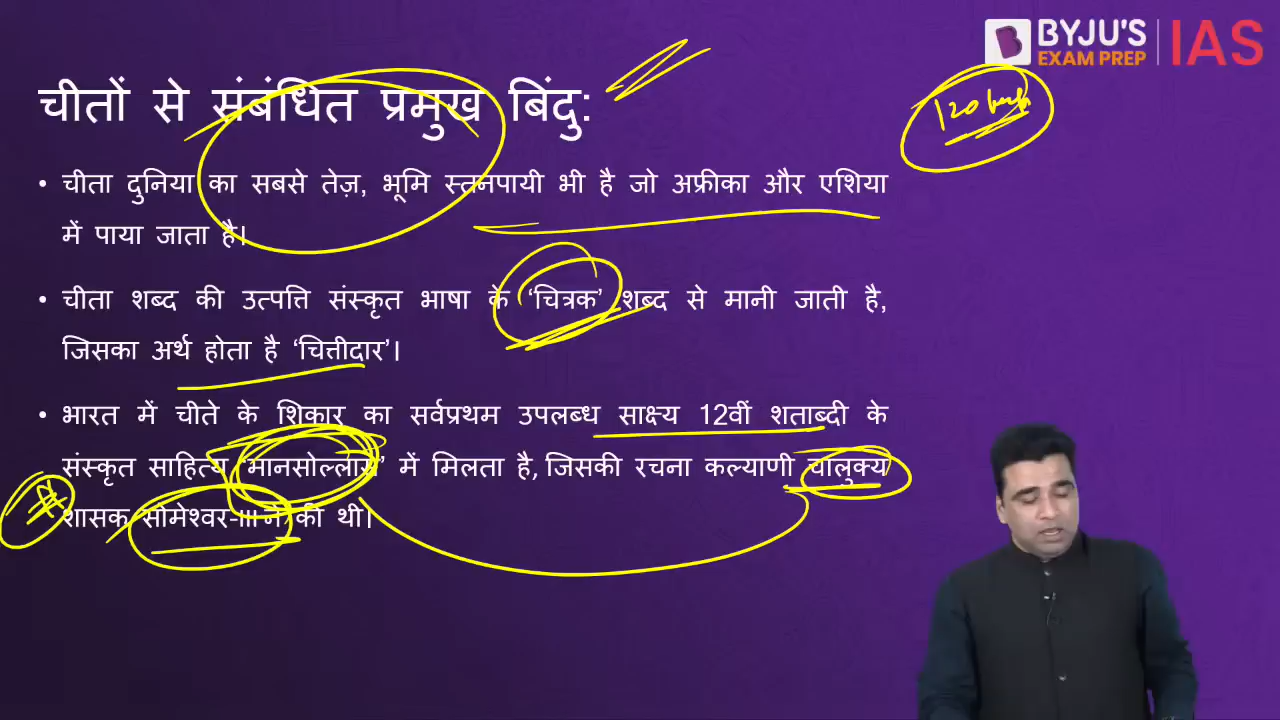 BYJU'S
EXAM PREP
IAS
चीतों से संबंधित प्रमुख बिंदु:
120
• चीता दुनिया का सबसे तेज़, भूमि स्तनपायी भी है जो अफ्रीका और एशिया
में पाया जाता है।
• चीता शब्द की उत्पत्ति संस्कृत भाषा के 'चित्रक' शब्द से मानी जाती है,
जिसका अर्थ होता है 'चित्तीदार'।
• भारत में चीते के शिकार का सर्वप्रथम उपलब्ध साक्ष्य 12वीं शताब्दी के
संस्कृत साहित्य 'मानसोल्लास' में मिलता है, जिसकी रचना कल्याणी चालुक्य
शासक सोमेश्वर-III ने की थी।